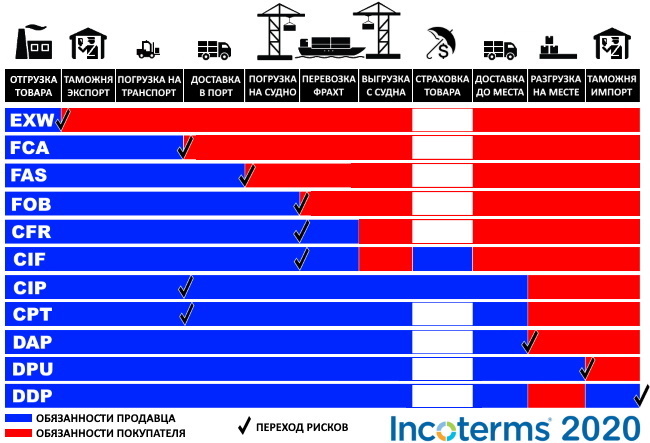 ОТГРУЗКА ТОВАРА
ТАМОЖНЯ ЭКСПОРТ
ПОГРУЗКА НА ТРАНСПОРТ
ДОСТАВКА В ПОРТ
ПОГРУЗКА НА СУДНО
ПЕРЕВОЗКА ФРАХТ
ВЫГРУЗКА С СУДНА
СТРАХОВКА ТОВАРА
ДОСТАВКА ДО МЕСТА
РАЗГРУЗКА НА МЕСТЕ
ТАМОЖНЯ ИМПОРТ
EXW
FCA
FAS
FOB
CFR
CIF
CIP
CPT
DAP
DPU
DDP
ОБЯЗАННОСТИ ПРОДАВЦА
ОБЯЗАННОСТИ ПОКУПАТЕЛЯ
ПЕРЕХОД РИСКОВ
Incoterms® 2020